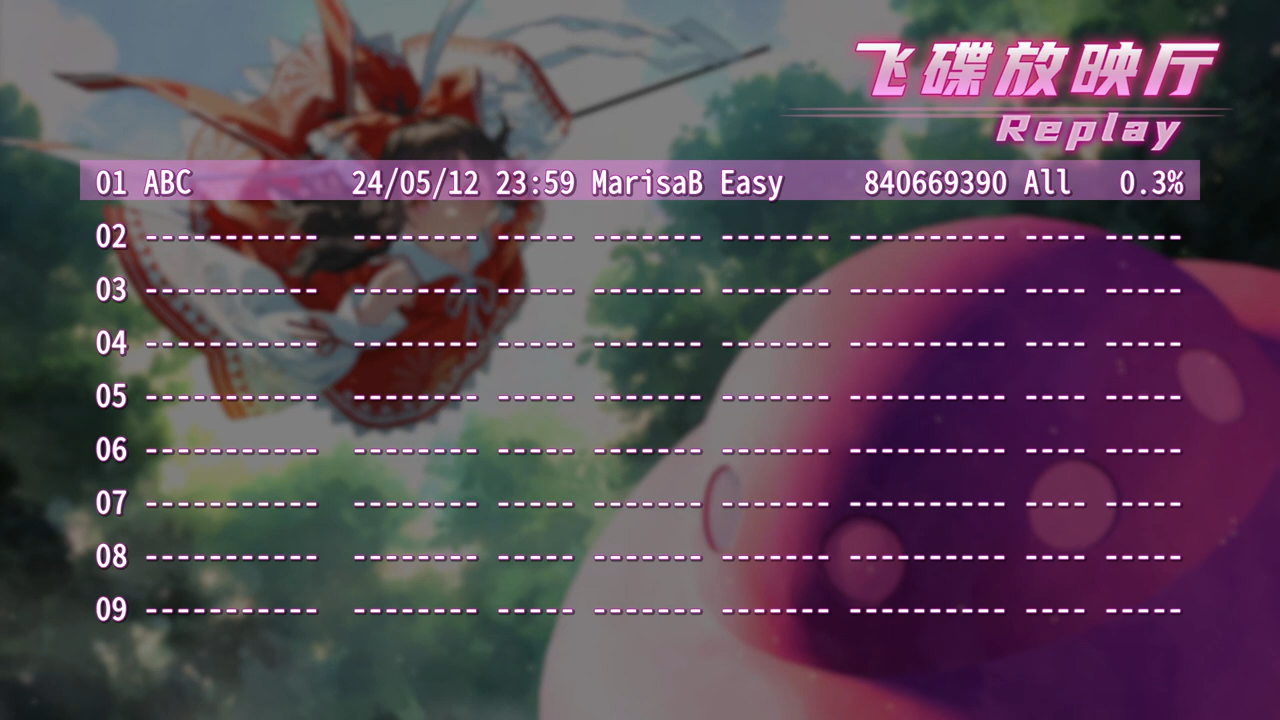 飞碟放映厅
Replay
01 ABC 24/05/12 23:59 MarisaB Easy 840669390 All 0.3%
02 ----------- -------- ----- ------- ------- ---------- ---- -----
03 ----------- -------- ----- ------- ------- ---------- ---- -----
04 ----------- -------- ----- ------- ------- ---------- ---- -----
05 ----------- -------- ----- ------- ------- ---------- ---- -----
06 ----------- -------- ----- ------- ------- ---------- ---- -----
07 ----------- -------- ----- ------- ------- ---------- ---- -----
08 ----------- -------- ----- ------- ------- ---------- ---- -----
09 ----------- -------- ----- ------- ------- ---------- ---- -----